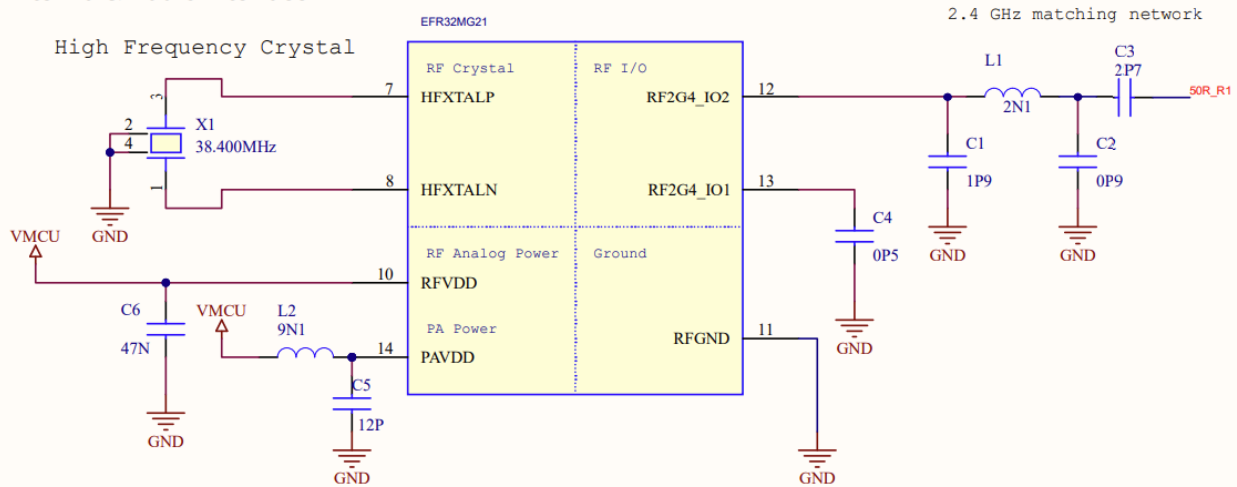 EFR32MG21
2.4 GHz matching network
High Frequency Crystal
RF Crystal
RF I/O
7
HFXTALP
RF2G4_IO2
12
L1
2N1
C3
2P7
50R_R1
3
2
4
1
X1
38.400MHz
GND
8
HFXTALN
RF2G4_IO1
13
C1
1P9
GND
C2
0P9
GND
C4
0P5
GND
VMCU
RF Analog Power
Ground
10
RFVDD
C6
47N
GND
VMCU
L2
9N1
PA Power
14
PAVDD
C5
12P
GND
RFGND
11
GND